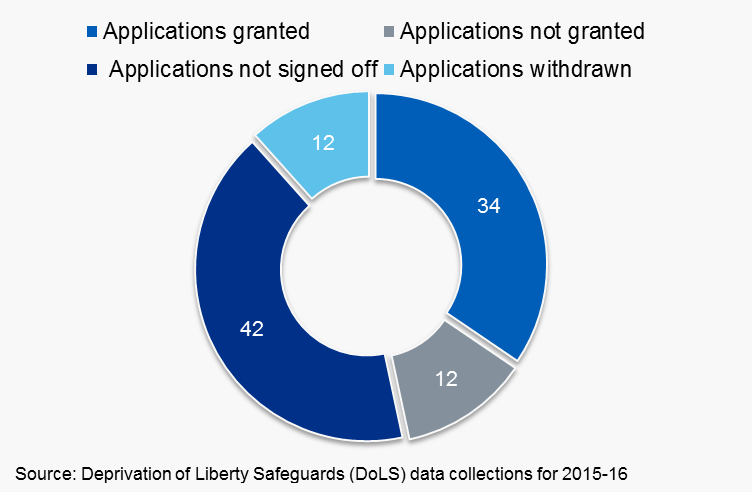 Applications granted Applications not granted
Applications not signed off Applications withdrawn
12
34
42
12
Source: Deprivation of Liberty Safeguards (DoLS) data collections for 2015-16